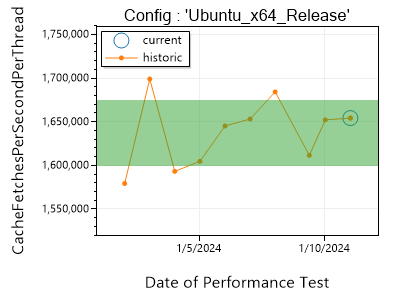 Config : 'Ubuntu_x64_Release'
CacheFetchesPerSecondPerThread
1,750,000
1,700,000
1,650,000
1,600,000
1,550,000
current
historic
1/5/2024
1/10/2024
Date of Performance Test